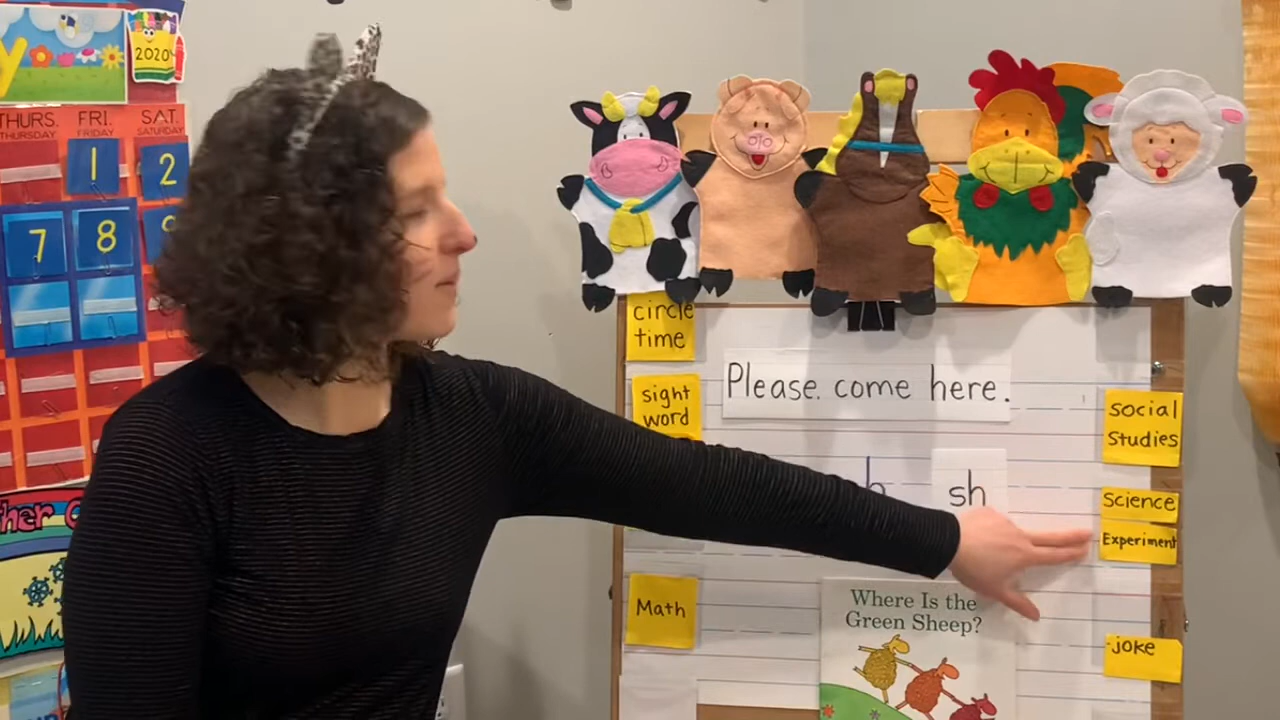 y
2020
THURS. FRI. SAT.
THURSDAY FRIDAY SATURDAY
1 2
7 8
circle
time
sight
word
Please. come here.
social
studies
sh
Science
Experiment
Math
Where Is the
Green Sheep?
joke